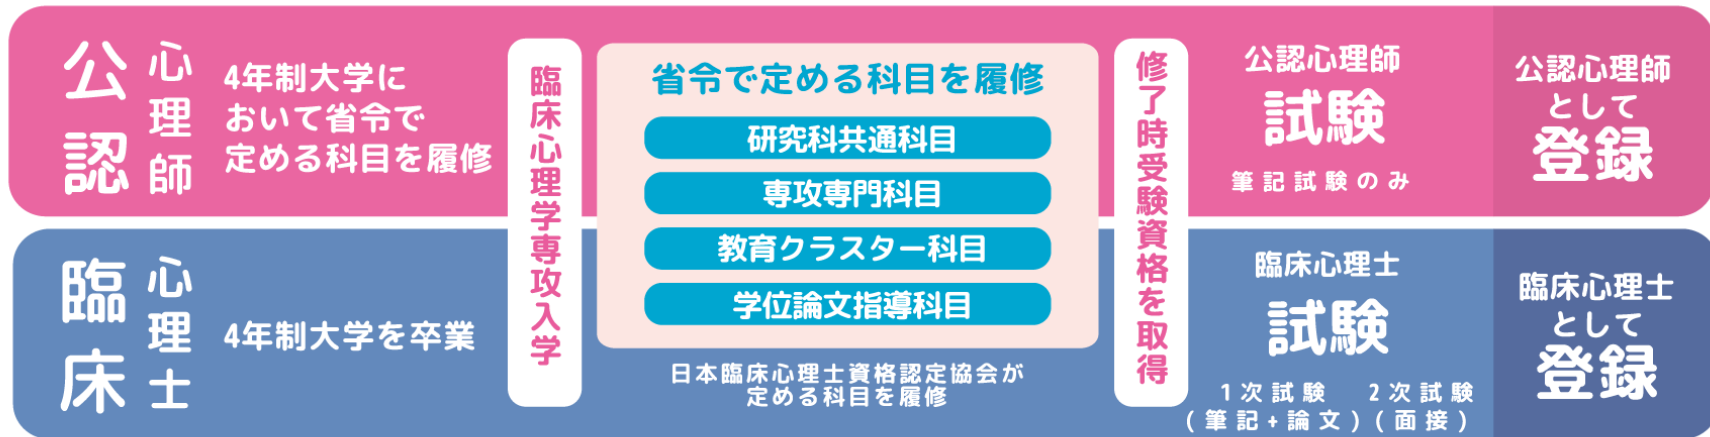 公認心理師
4年制大学に
おいて省令で
定める科目を履修
臨床心理学専攻入学
省令で定める科目を履修
研究科共通科目
専攻専門科目
教育クラスター科目
学位論文指導科目
修了時受験資格を取得
公認心理師
試験
筆記試験のみ
公認心理師
として
登録
臨床心理士
4年制大学を卒業
日本臨床心理士資格認定協会が
定める科目を履修
臨床心理士
試験
1次試験 2次試験
(筆記+論文)(面接)
臨床心理士
として
登録